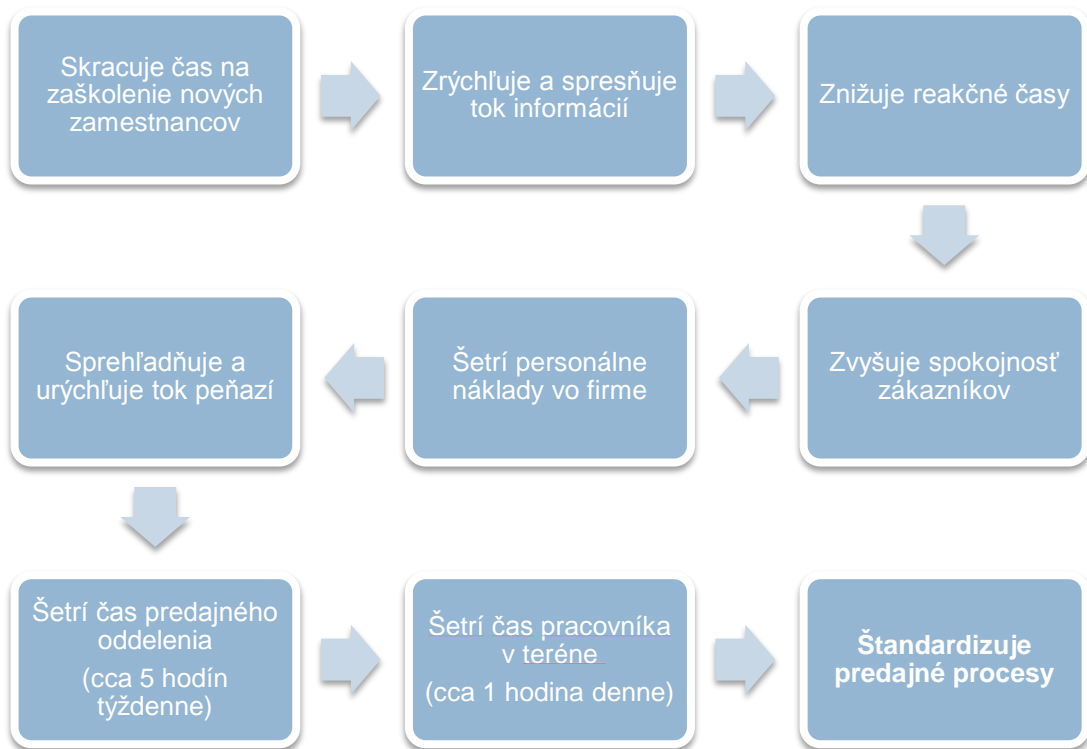 Skracuje čas na
zaškolenie nových
zamestnancov
Zrýchľuje a spresňuje
tok informácií
Znižuje reakčné časy
Zvyšuje spokojnosť
zákazníkov
Šetrí personálne
náklady vo firme
Sprehľadňuje a
urýchľuje tok peňazí
Šetrí čas predajného
oddelenia
(cca 5 hodín
týždenne)
Šetrí čas pracovníka
v teréne
(cca 1 hodina denne)
Štandardizuje
predajné procesy